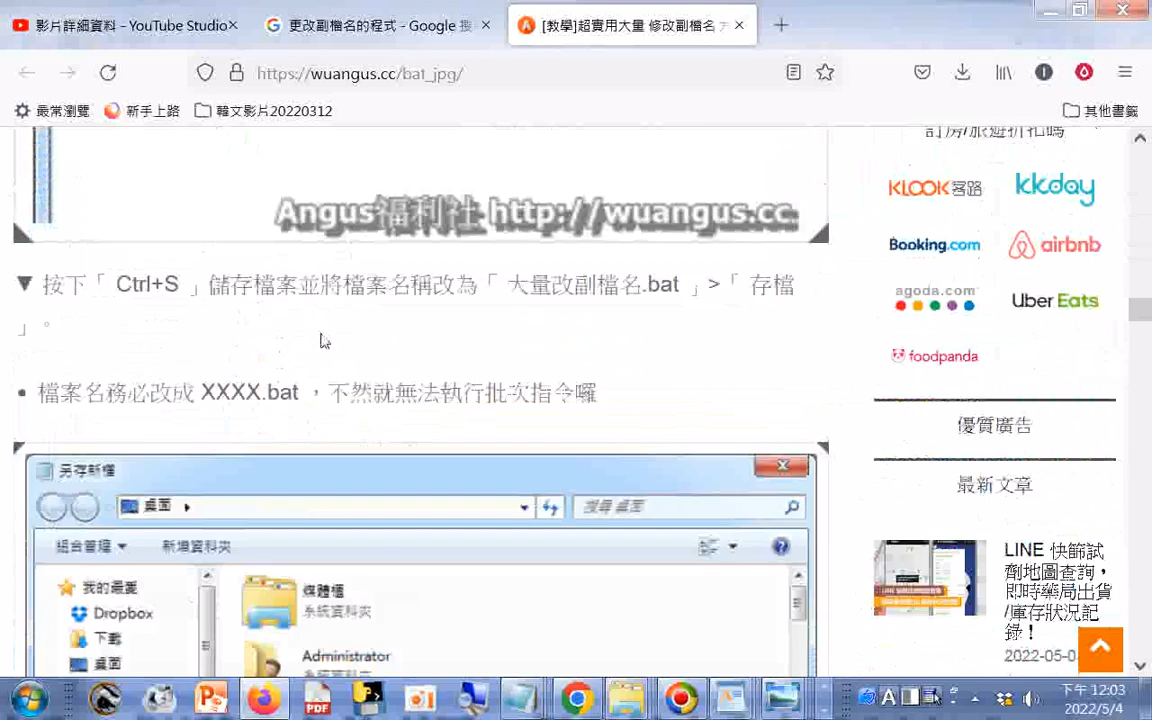 影片詳細資料 - YouTube Studio
更改副檔名的程式 - Google 搜
[教學]超實用大量 修改副檔名
https://wuangus.cc/bat_jpg/
最常瀏覽
新手上路
韓文影片20220312
其他書籤
訂房/旅遊折扣碼
Angus福利社 http://wuangus.cc
▼ 按下「 Ctrl+S 」儲存檔案並將檔案名稱改為「 大量改副檔名.bat 」>「 存檔
」。
• 檔案名務必改成 XXXX.bat ,不然就無法執行批次指令囉
另存新檔
桌面
搜尋 桌面
組合管理
新增資料夾
我的最愛
Dropbox
下載
桌面
媒體櫃
系統資料夾
Administrator
KLOOK客路
kkday
Booking.com
airbnb
agoda.com
Uber Eats
foodpanda
優質廣告
最新文章
LINE 快篩試
劑地圖查詢,
即時藥局出貨
/庫存狀況記
錄!
2022-05-0
下午 12:03
2022/5/4